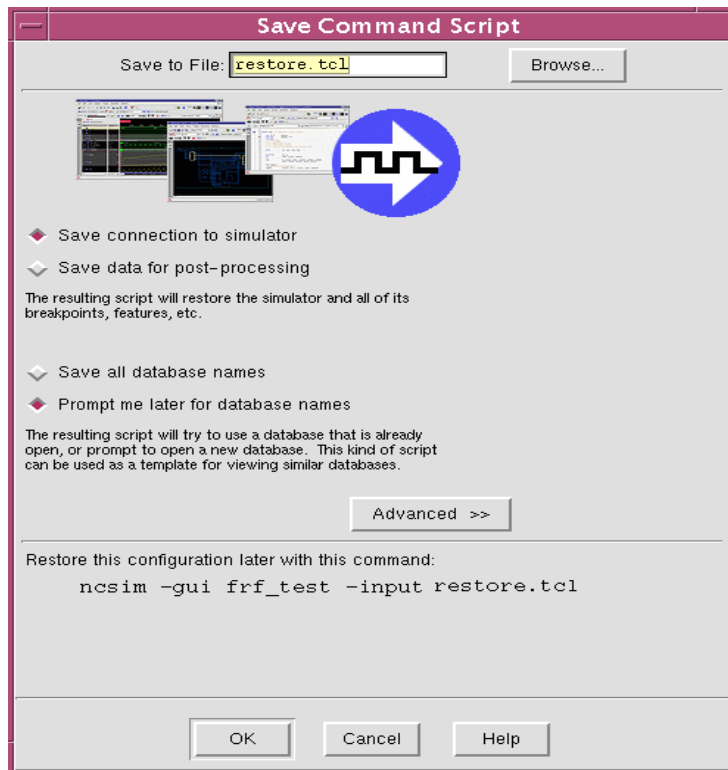 Save Command Script
Save to File: restore.tcl Browse...
Save connection to simulator
Save data for post-processing
The resulting script will restore the simulator and all of its
breakpoints, features, etc.
Save all database names
Prompt me later for database names
The resulting script will try to use a database that is already
open, or prompt to open a new database. This kind of script
can be used as a template for viewing similar databases.
Advanced >>
Restore this configuration later with this command:
ncsim -gui frf_test -input restore.tcl
OK Cancel Help